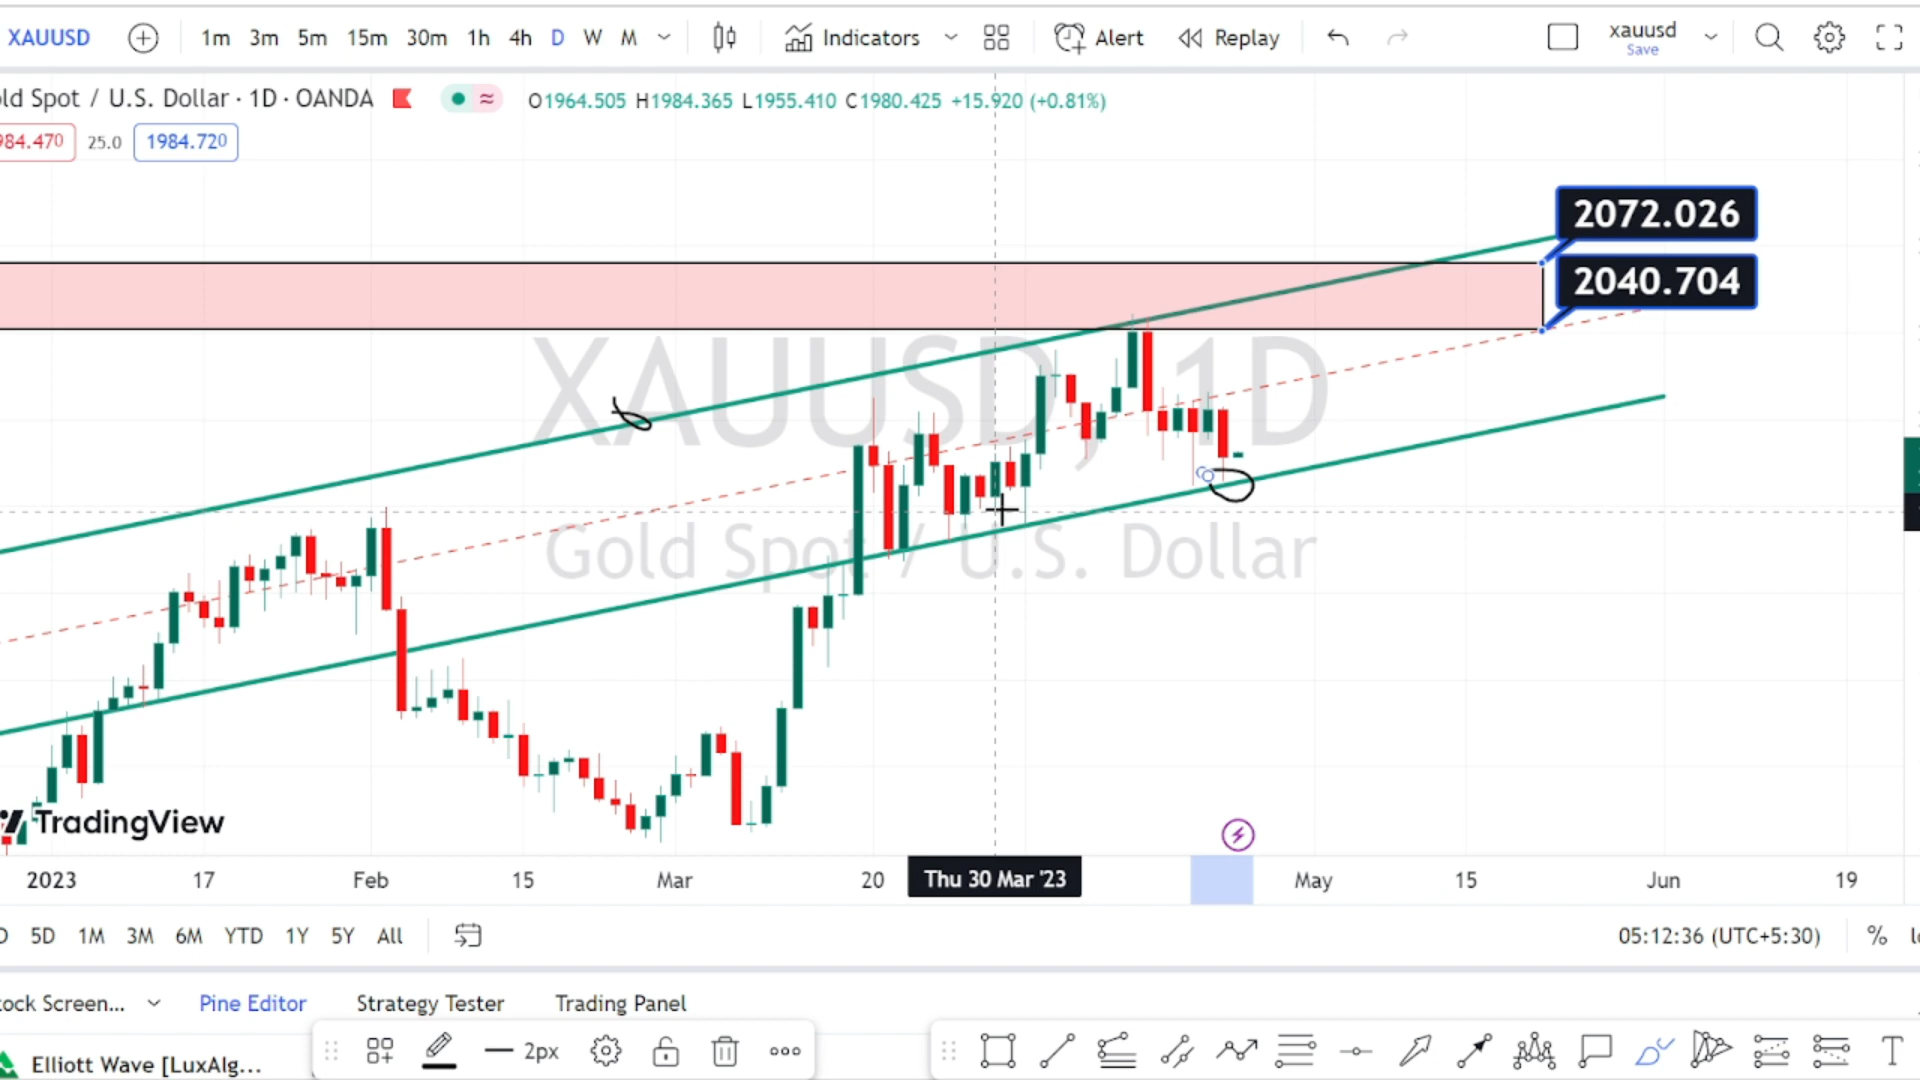 XAUUSD 1m 3m 5m 15m 30m 1h 4h D W M Indicators Alert Replay xauusd
Save
ld Spot / U.S. Dollar · 1D · OANDA O1964.505 H1984.365 L1955.410 C1980.425 +15.920 (+0.81%)
984.470 25.0 1984.720
2072.026
2040.704
XAUUSD, 1D
Gold Spot / U.S. Dollar
TradingView
2023 17 Feb 15 Mar 20 Thu 30 Mar '23 May 15 Jun 19
D 5D 1M 3M 6M YTD 1Y 5Y All 05:12:36 (UTC+5:30) %
ock Screen... Pine Editor Strategy Tester Trading Panel
2px
Elliott Wave [LuxAlg... T